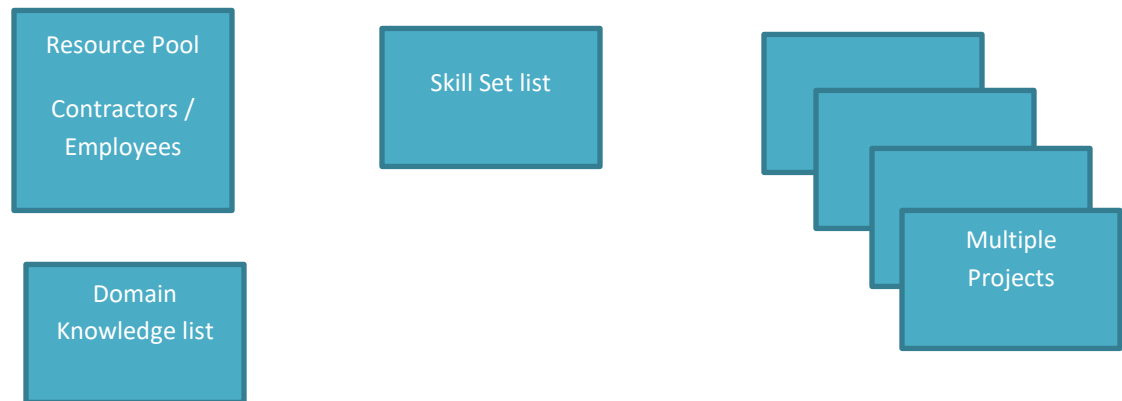 Resource Pool
Contractors /
Employees
Skill Set list
Multiple
Projects
Domain
Knowledge list